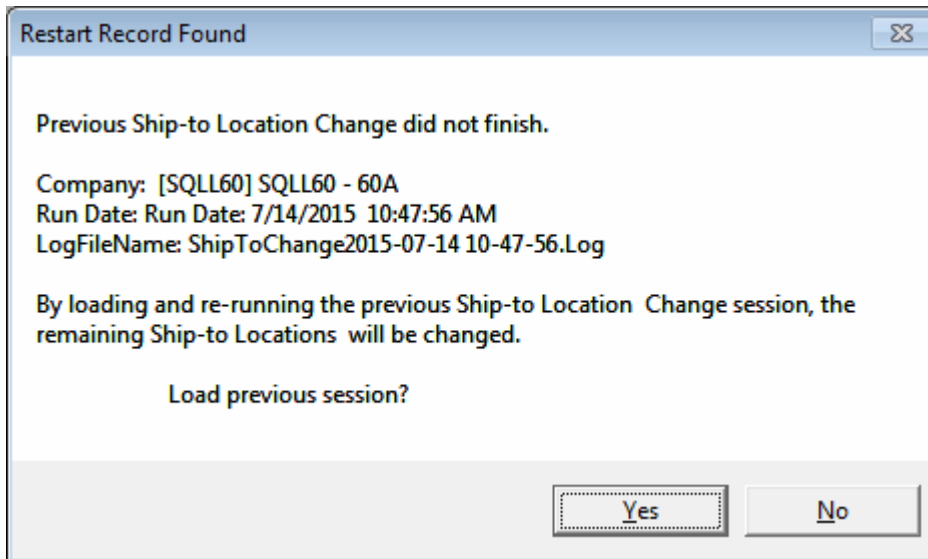 Restart Record Found
Previous Ship-to Location Change did not finish.
Company:  [SQLL60] SQLL60 - 60A
Run Date: Run Date: 7/14/2015  10:47:56 AM
LogFileName: ShipToChange2015-07-14 10-47-56.Log
By loading and re-running the previous Ship-to Location  Change session, the
remaining Ship-to Locations  will be changed.
Load previous session?
Yes
No